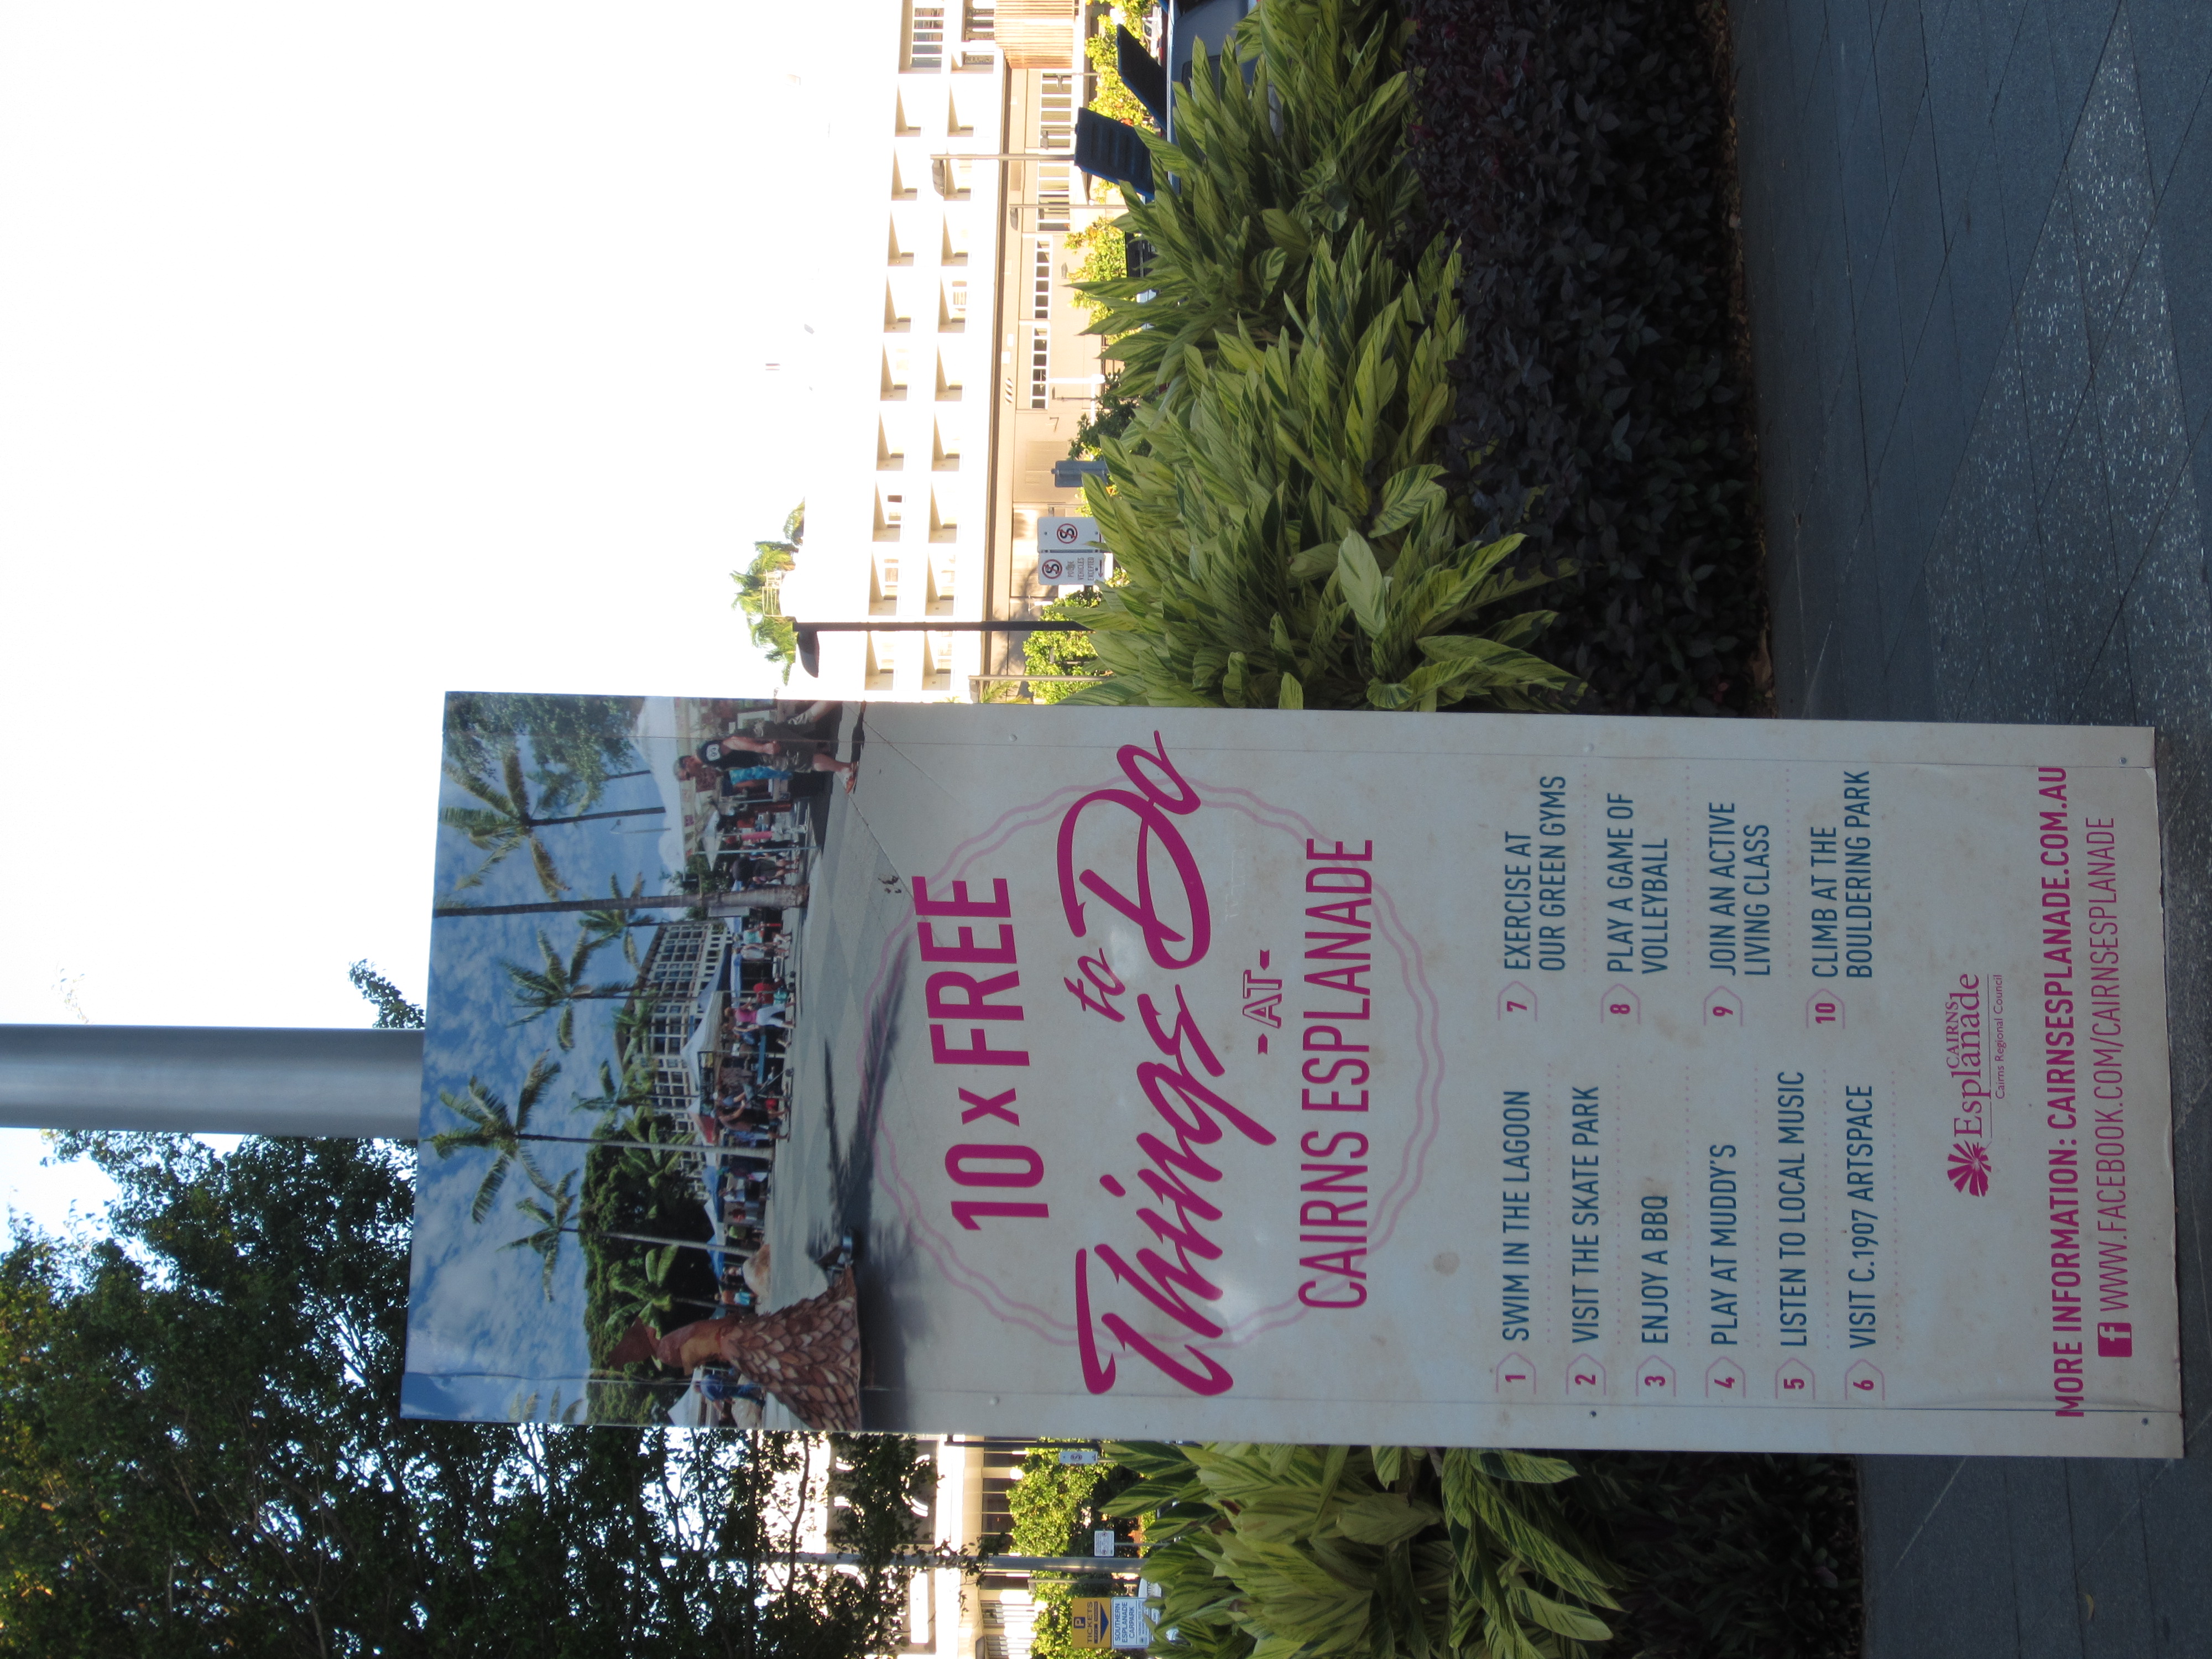 10 x FREE
Things to Do
-AT-
CAIRNS ESPLANADE
1 SWIM IN THE LAGOON
2 VISIT THE SKATE PARK
3 ENJOY A BBQ
4 PLAY AT MUDDY'S
5 LISTEN TO LOCAL MUSIC
6 VISIT C.1907 ARTSPACE
7 EXERCISE AT
OUR GREEN GYMS
8 PLAY A GAME OF
VOLLEYBALL
9 JOIN AN ACTIVE
LIVING CLASS
10 CLIMB AT THE
BOULDERING PARK
CAIRNS
Esplanade
Cairns Regional Council
MORE INFORMATION: CAIRNSESPLANADE.COM.AU
f WWW.FACEBOOK.COM/CAIRNSESPLANADE
P
TICKETS
SOUTHERN
ESPLANADE
CARPARK
S
VEHICLES
EXCEPTED
S